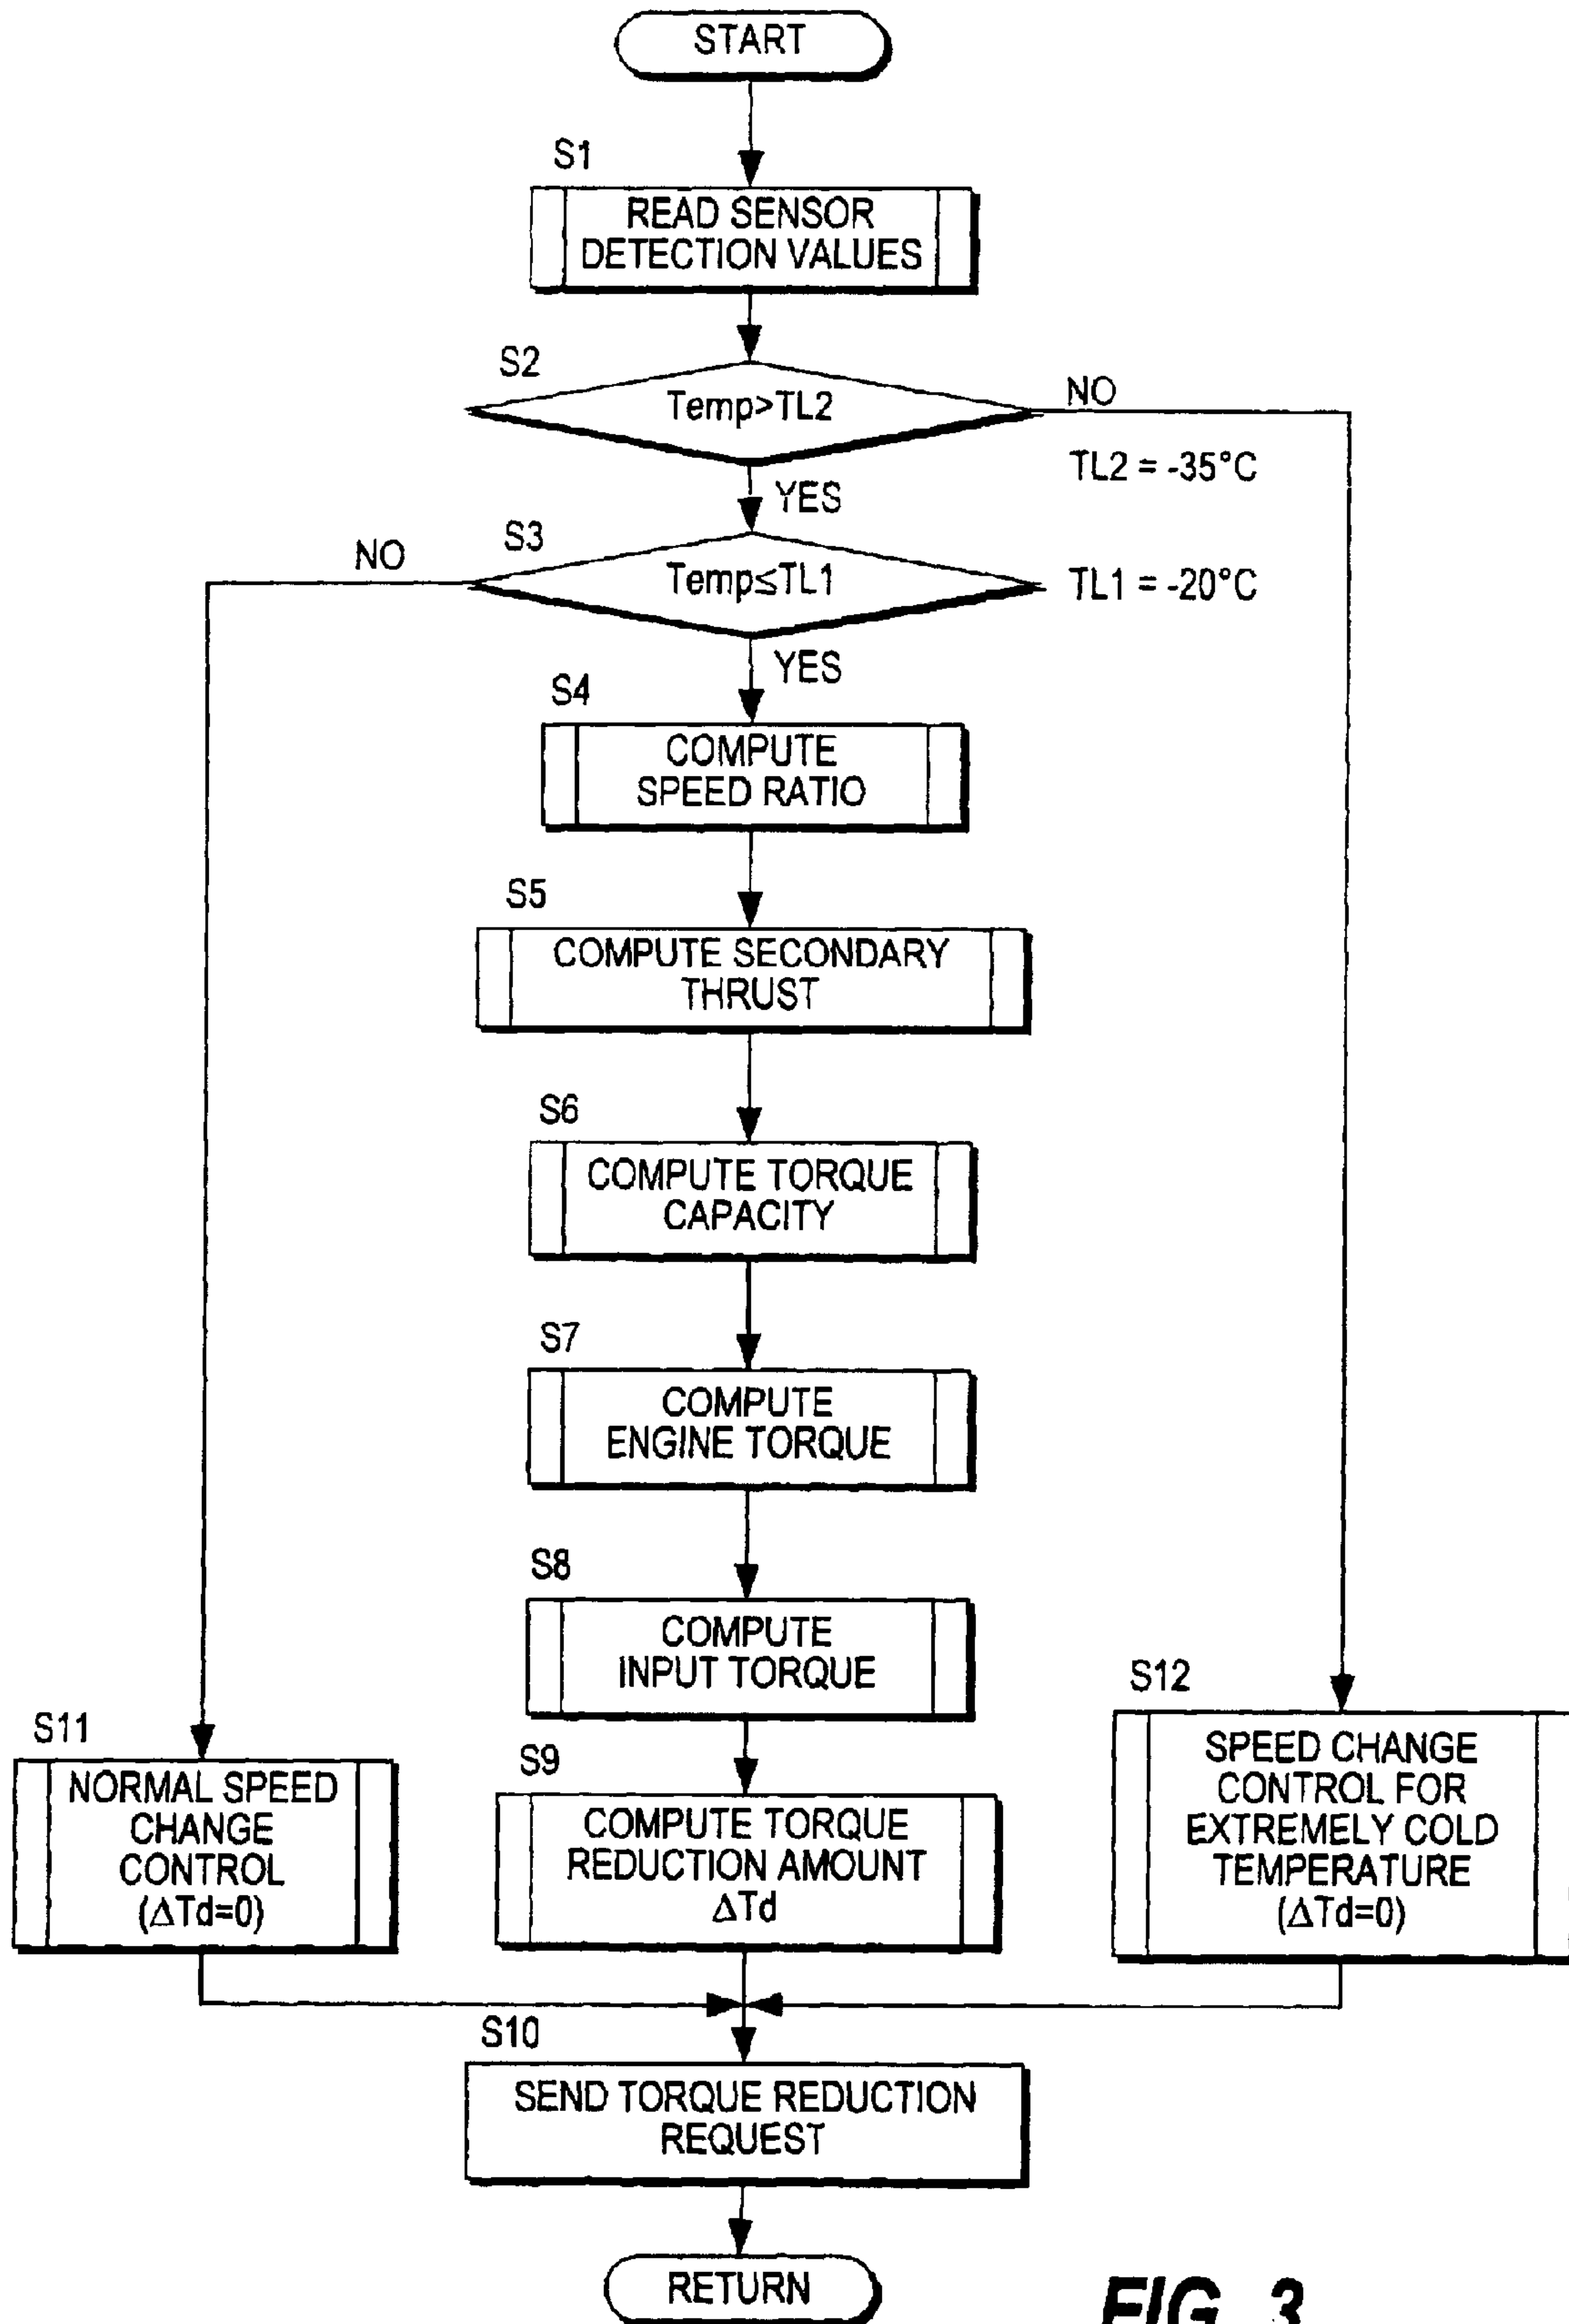 START
S1
READ SENSOR
DETECTION VALUES
S2
Temp>TL2
NO
TL2 = -35°C
YES
S3
NO
Temp≤TL1
TL1 = -20°C
YES
S4
COMPUTE
SPEED RATIO
S5
COMPUTE SECONDARY
THRUST
S6
COMPUTE TORQUE
CAPACITY
S7
COMPUTE
ENGINE TORQUE
S8
COMPUTE
INPUT TORQUE
S11
NORMAL SPEED
CHANGE
CONTROL
(ΔTd=0)
S9
COMPUTE TORQUE
REDUCTION AMOUNT
ΔTd
S12
SPEED CHANGE
CONTROL FOR
EXTREMELY COLD
TEMPERATURE
(ΔTd=0)
S10
SEND TORQUE REDUCTION
REQUEST
RETURN
FIG. 3